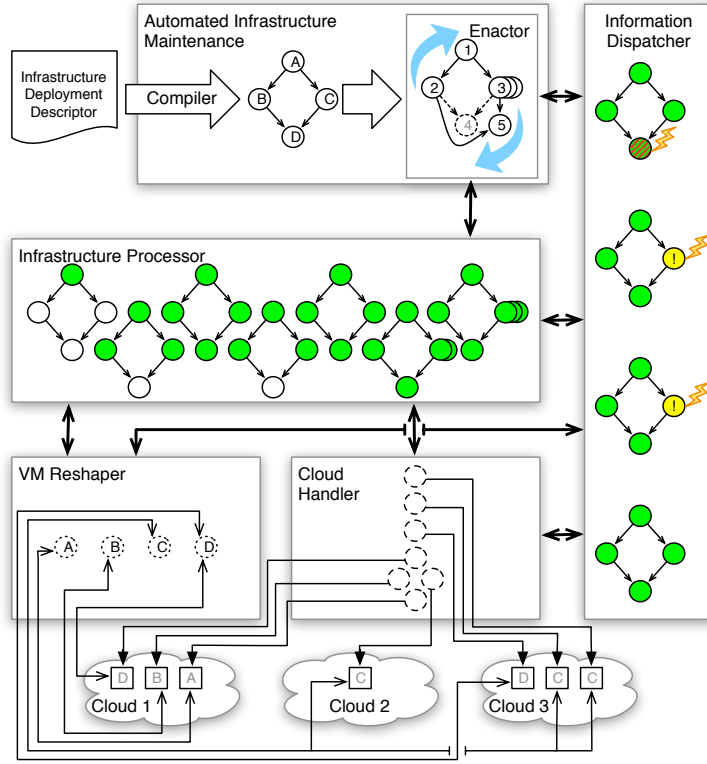 Automated Infrastructure
Maintenance
Enactor
Information
Dispatcher
Infrastructure
Deployment
Descriptor
Compiler
A
B
C
D
1
2
3
4
5
!
Infrastructure Processor
!
VM Reshaper
Cloud
Handler
A
B
C
D
D
B
A
Cloud 1
C
Cloud 2
D
C
C
Cloud 3